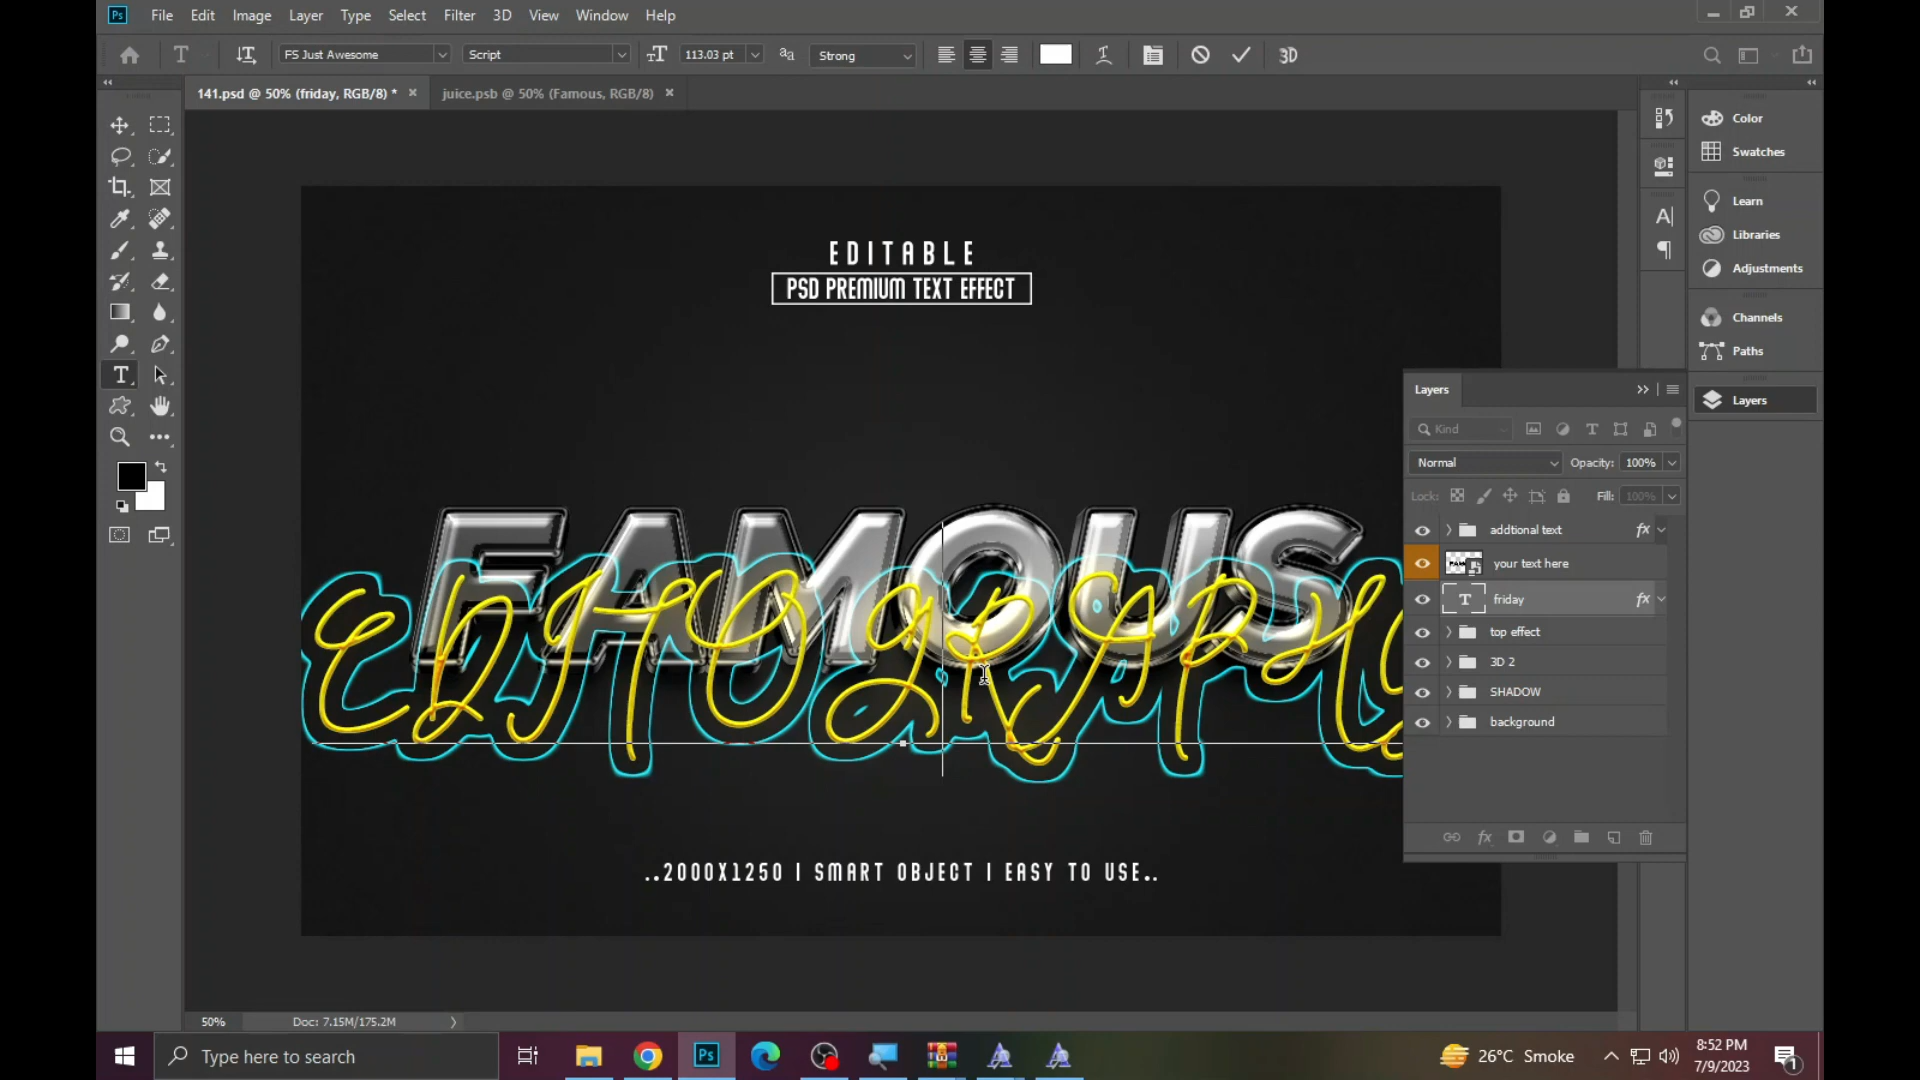 Ps File Edit Image Layer Type Select Filter 3D View Window Help
FS Just Awesome Script 113.03 pt Strong 3D
141.psd @ 50% (friday, RGB/8) * juice.psb @ 50% (Famous, RGB/8)
Color
Swatches
Learn
Libraries
Adjustments
Channels
Paths
Layers
EDITABLE
PSD PREMIUM TEXT EFFECT
FAMOUS
..2000X1250 | SMART OBJECT | EASY TO USE..
Layers
Kind
Normal Opacity: 100%
Lock: Fill: 100%
addtional text fx
your text here
friday fx
top effect
3D 2
SHADOW
background
50% Doc: 7.15M/175.2M
Type here to search
26°C Smoke
8:52 PM
7/9/2023
1